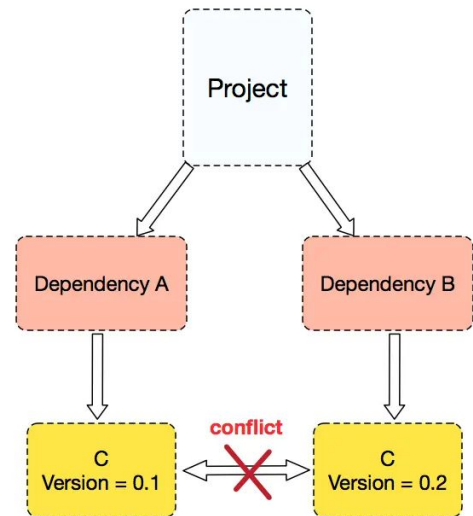 Project
Dependency A
Dependency B
conflict
C
Version = 0.1
C
Version = 0.2